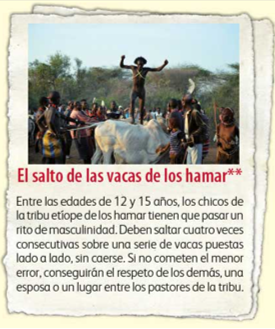 El salto de las vacas de los hamar**
Entre las edades de 12 y 15 años, los chicos de
la tribu etíope de los hamar tienen que pasar un
rito de masculinidad. Deben saltar cuatro veces
consecutivas sobre una serie de vacas puestas
lado a lado, sin caerse. Si no cometen el menor
error, conseguirán el respeto de los demás, una
esposa o un lugar entre los pastores de la tribu.